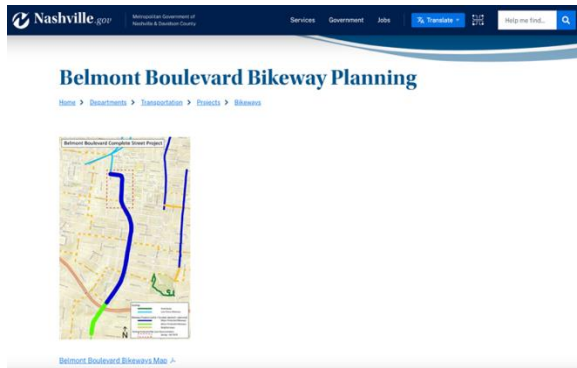 Nashville.gov
Metropolitan Government of
Nashville & Davidson County
Services Government Jobs Translate Help me find...
Belmont Boulevard Bikeway Planning
Home > Departments > Transportation > Projects > Bikeways
Belmont Boulevard Complete Street Project
N
Belmont Boulevard Bikeways Map